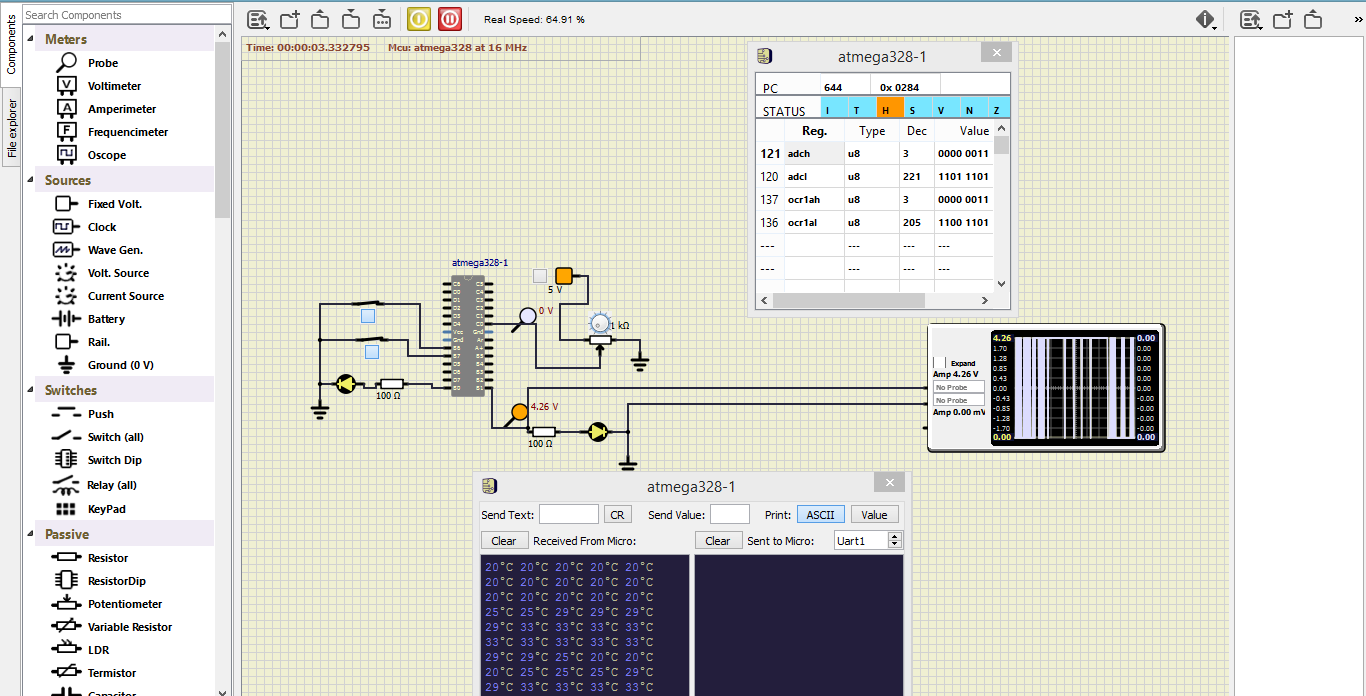 Components
File explorer
Search Components
Meters
Probe
Voltimeter
Amperimeter
Frequencimeter
Oscope
Sources
Fixed Volt.
Clock
Wave Gen.
Volt. Source
Current Source
Battery
Rail.
Ground (0 V)
Switches
Push
Switch (all)
Switch Dip
Relay (all)
KeyPad
Passive
Resistor
ResistorDip
Potentiometer
Variable Resistor
LDR
Termistor
Real Speed: 64.91 %
»
Time: 00:00:03.332795 Mcu: atmega328 at 16 MHz
atmega328-1
PC 644 0x 0284
STATUS I T H S V N Z
Reg. Type Dec Value
121 adch u8 3 0000 0011
120 adcl u8 221 1101 1101
137 ocr1ah u8 3 0000 0011
136 ocr1al u8 205 1100 1101
--- --- --- ---
--- --- --- ---
atmega328-1
5 V
0 V
1 kΩ
100 Ω
4.26 V
100 Ω
Expand
Amp 4.26 V
No Probe
No Probe
Amp 0.00 mV
4.26 0.00
1.70 0.00
1.28 0.00
0.85 0.00
0.43 0.00
-0.00 0.00
-0.43 -0.00
-0.85 -0.00
-1.28 -0.00
-1.70 -0.00
0.00 0.00
atmega328-1
Send Text: CR Send Value: Print: ASCII Value
Clear Received From Micro: Clear Sent to Micro: Uart1
20°C 20°C 20°C 20°C 20°C
20°C 20°C 20°C 20°C 20°C
20°C 20°C 20°C 20°C 20°C
25°C 25°C 29°C 29°C 29°C
29°C 33°C 33°C 33°C 33°C
33°C 33°C 33°C 33°C 33°C
29°C 29°C 25°C 20°C 20°C
20°C 25°C 25°C 29°C 29°C
29°C 33°C 33°C 33°C 33°C